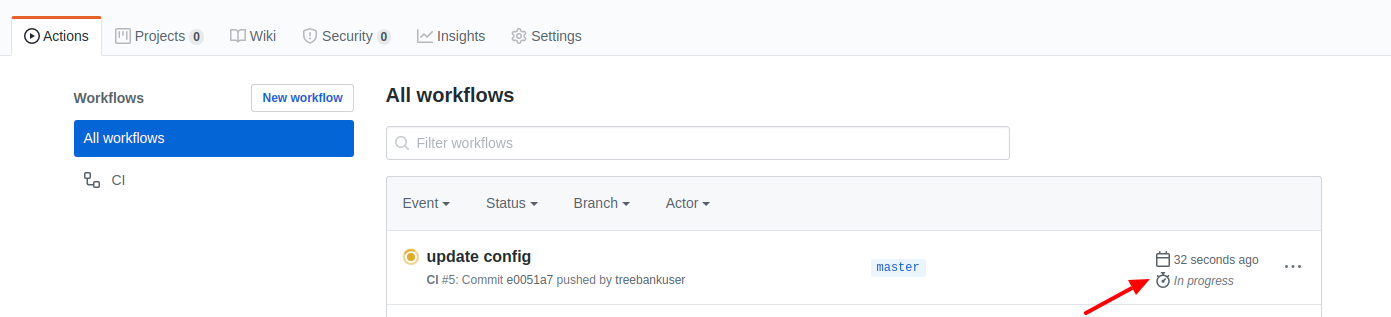 Actions Projects 0 Wiki Security 0 Insights Settings
Workflows New workflow
All workflows
CI
All workflows
Filter workflows
Event Status Branch Actor
update config
CI #5: Commit e0051a7 pushed by treebankuser
master
32 seconds ago
In progress